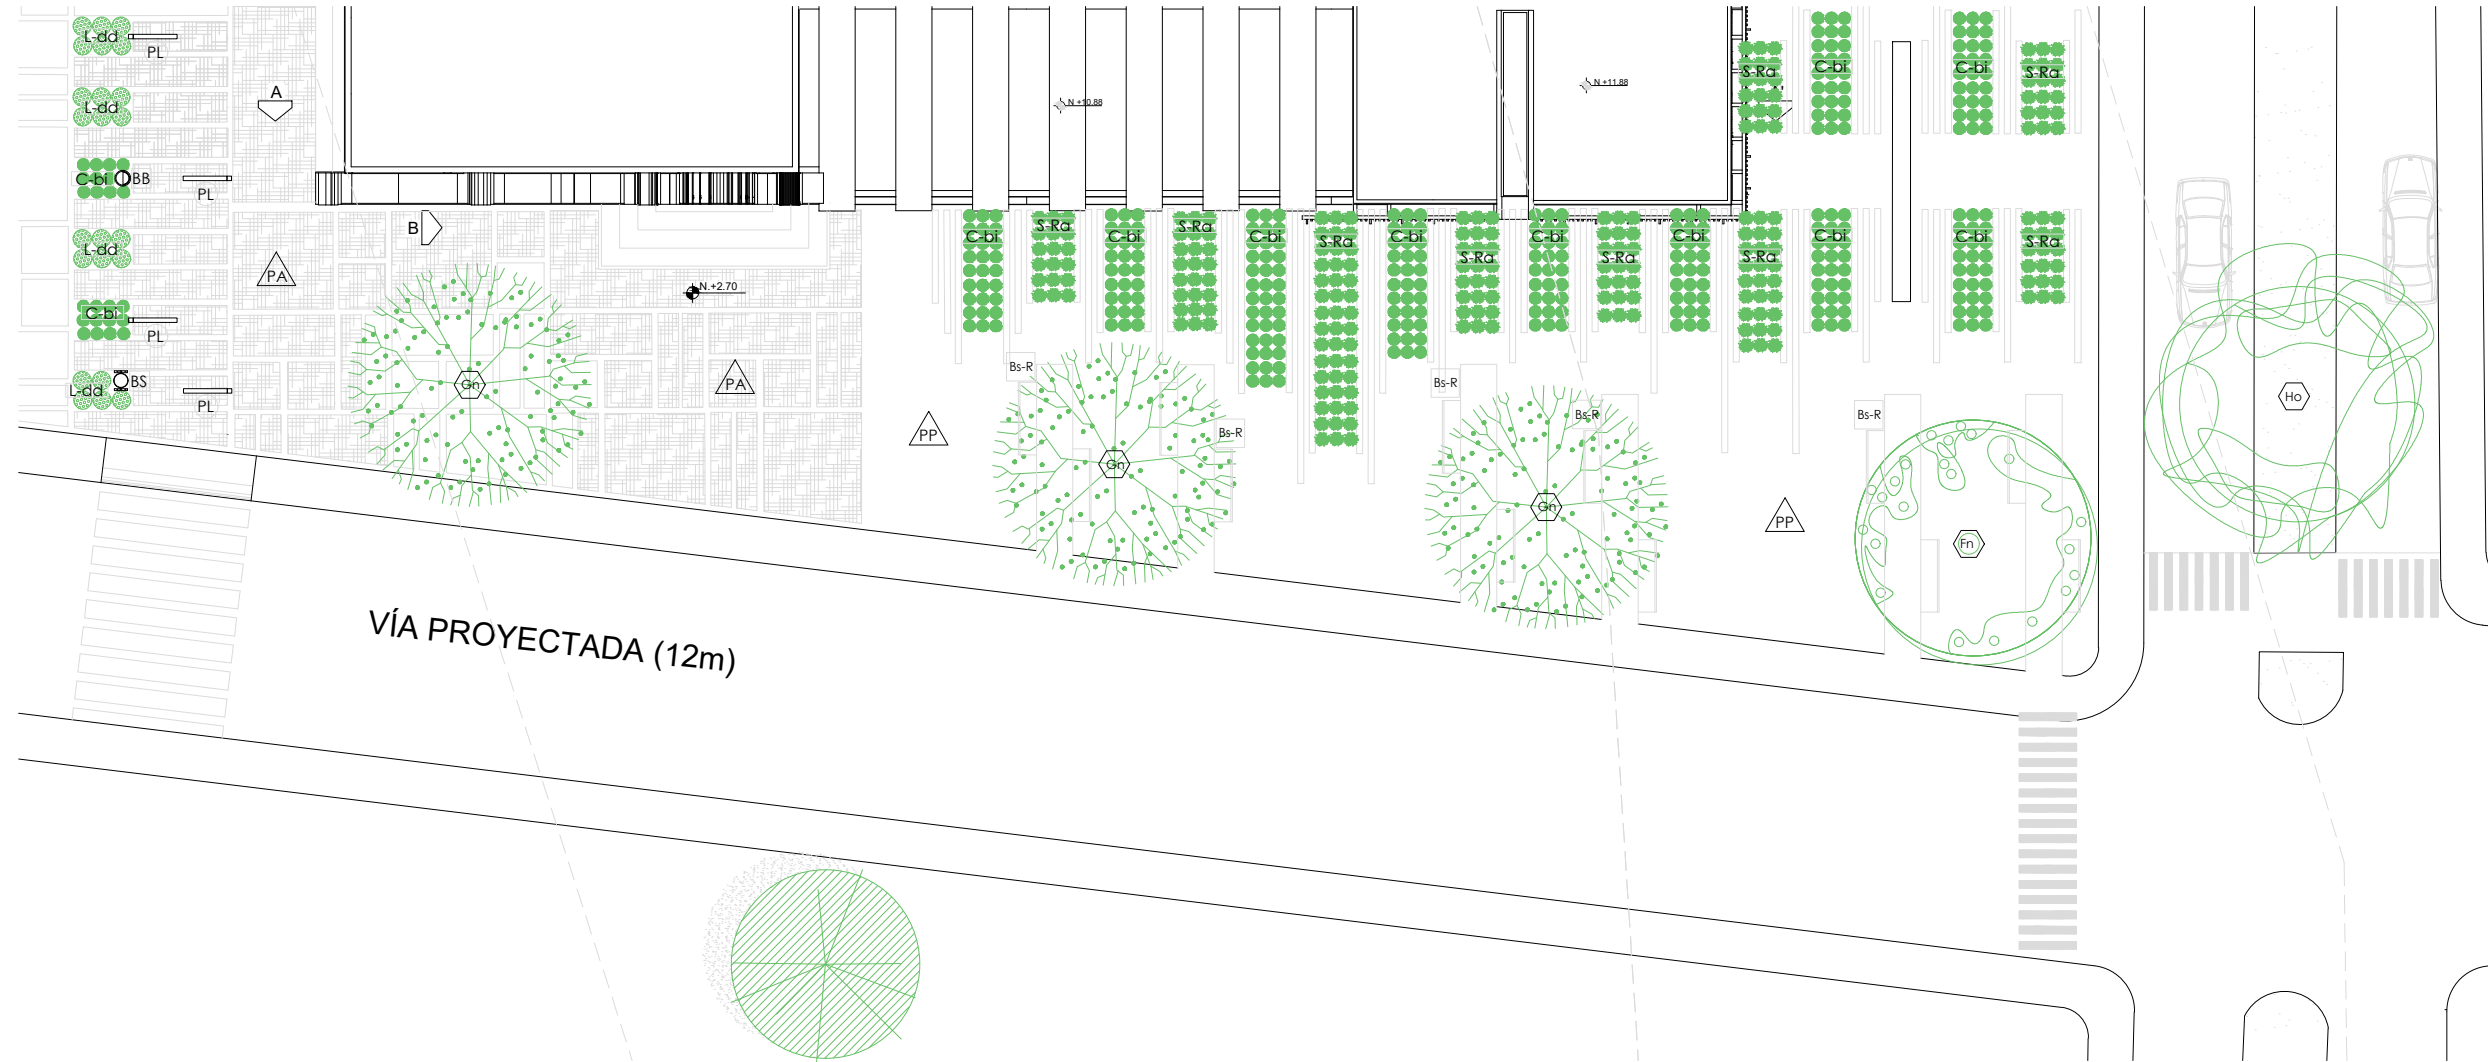 L-dd
PL
A
L-dd
C-bi
BB
PL
L-dd
PA
B
C-bi
PL
L-dd
BS
PL
Gn
N.+2.70
PA
N +10.88
N +11.88
S-Ra
C-bi
C-bi
S-Ra
C-bi
S-Ra
C-bi
S-Ra
C-bi
S-Ra
C-bi
S-Ra
C-bi
S-Ra
C-bi
S-Ra
C-bi
C-bi
S-Ra
Bs-R
PP
Gn
Bs-R
Bs-R
Gn
Bs-R
PP
Bs-R
Fn
Ho
VÍA PROYECTADA (12m)